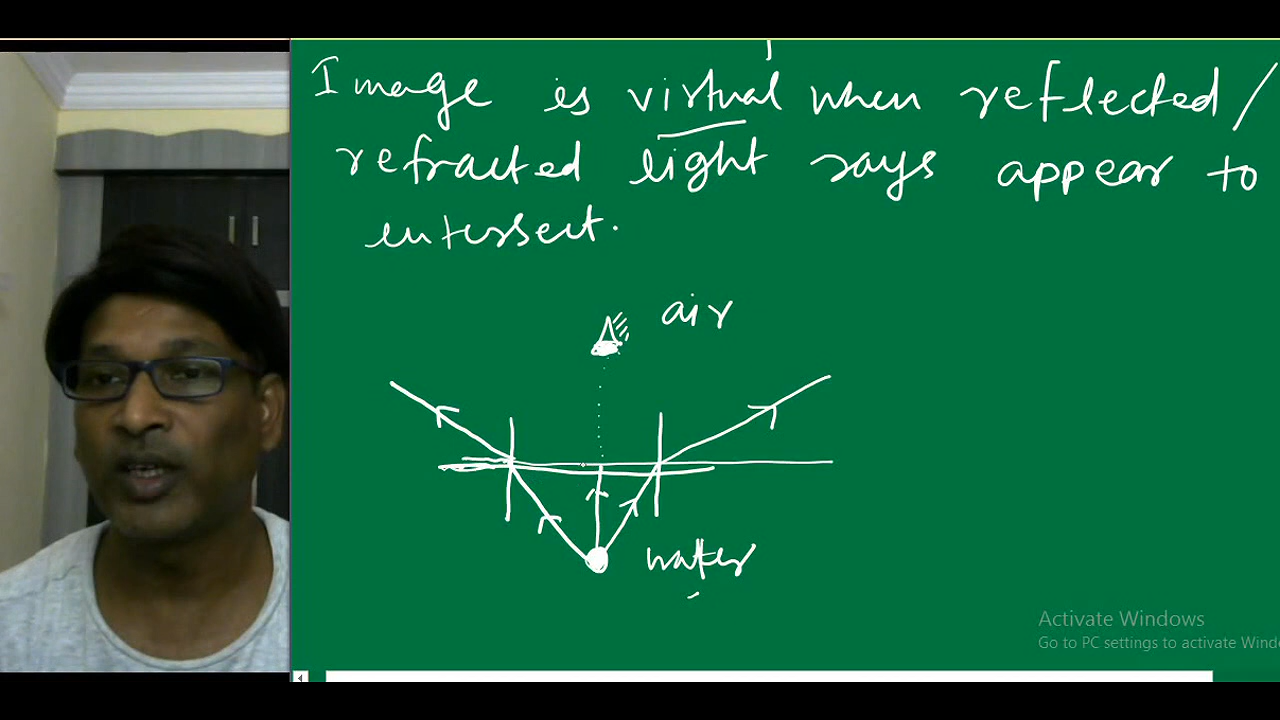 Image is virtual when reflected/
refracted light rays appear to
intersect.
air
water
Activate Windows
Go to PC settings to activate Wind